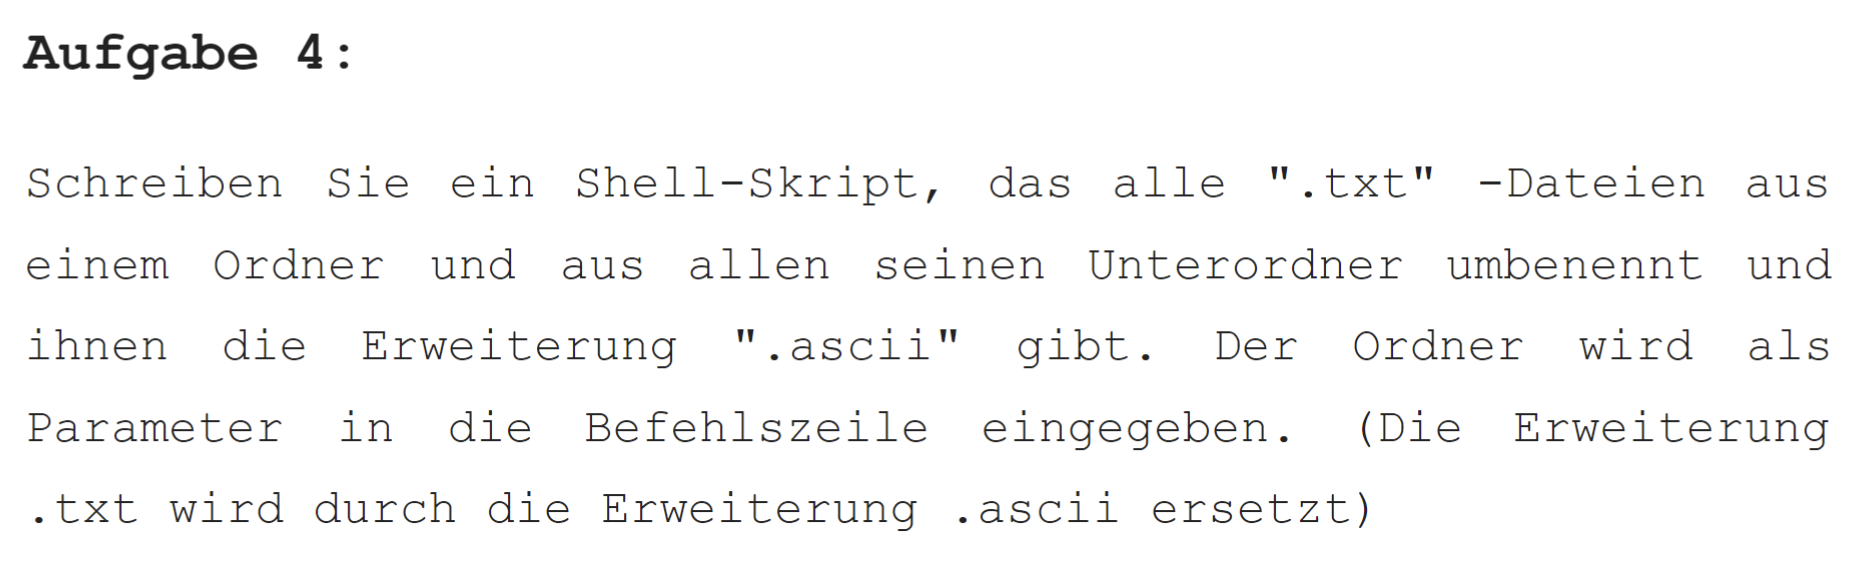 Aufgabe 4:
Schreiben Sie ein Shell-Skript, das alle ".txt" -Dateien aus
einem Ordner und aus allen seinen Unterordner umbenennt und
ihnen die Erweiterung ".ascii" gibt. Der Ordner wird als
Parameter in die Befehlszeile eingegeben. (Die Erweiterung
.txt wird durch die Erweiterung .ascii ersetzt)